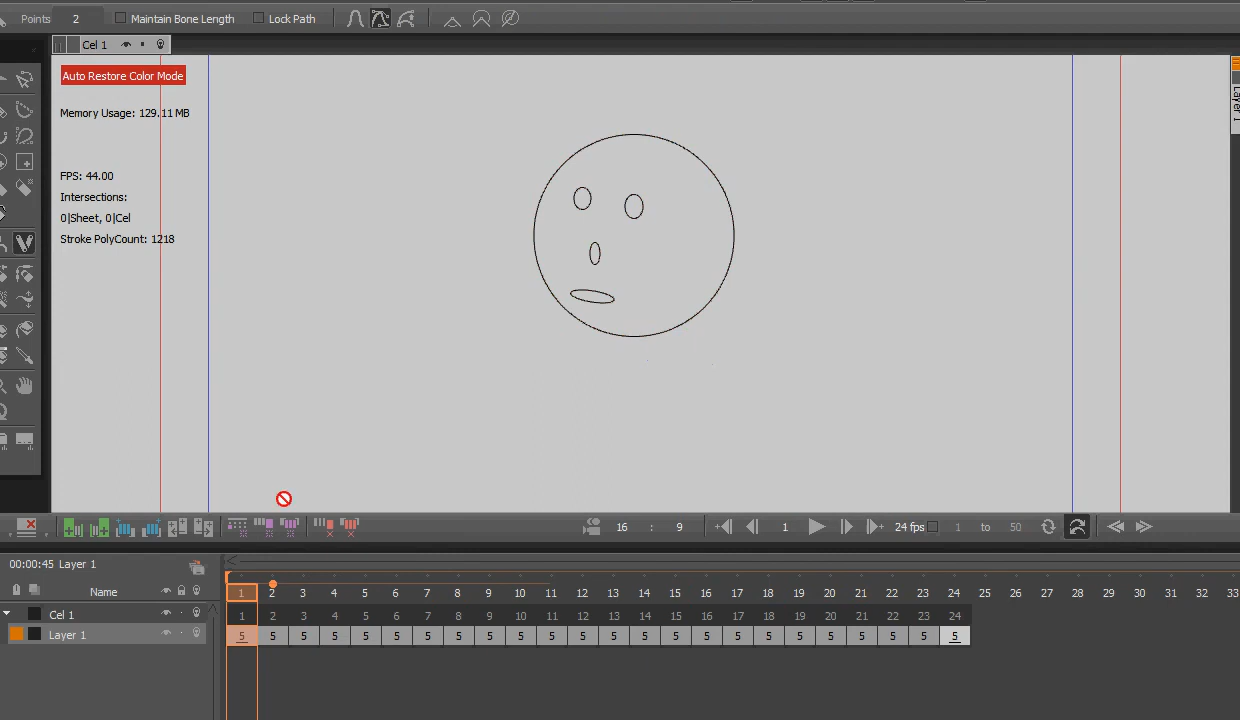 Points 2 Maintain Bone Length Lock Path
Cel 1
Auto Restore Color Mode
Memory Usage: 129.11 MB
FPS: 44.00
Intersections:
0|Sheet, 0|Cel
Stroke PolyCount: 1218
Layer 1
16 : 9 1 24 fps 1 to 50
00:00:45 Layer 1
Name 1 2 3 4 5 6 7 8 9 10 11 12 13 14 15 16 17 18 19 20 21 22 23 24 25 26 27 28 29 30 31 32 33
Cel 1 1 2 3 4 5 6 7 8 9 10 11 12 13 14 15 16 17 18 19 20 21 22 23 24
Layer 1 5 5 5 5 5 5 5 5 5 5 5 5 5 5 5 5 5 5 5 5 5 5 5 5